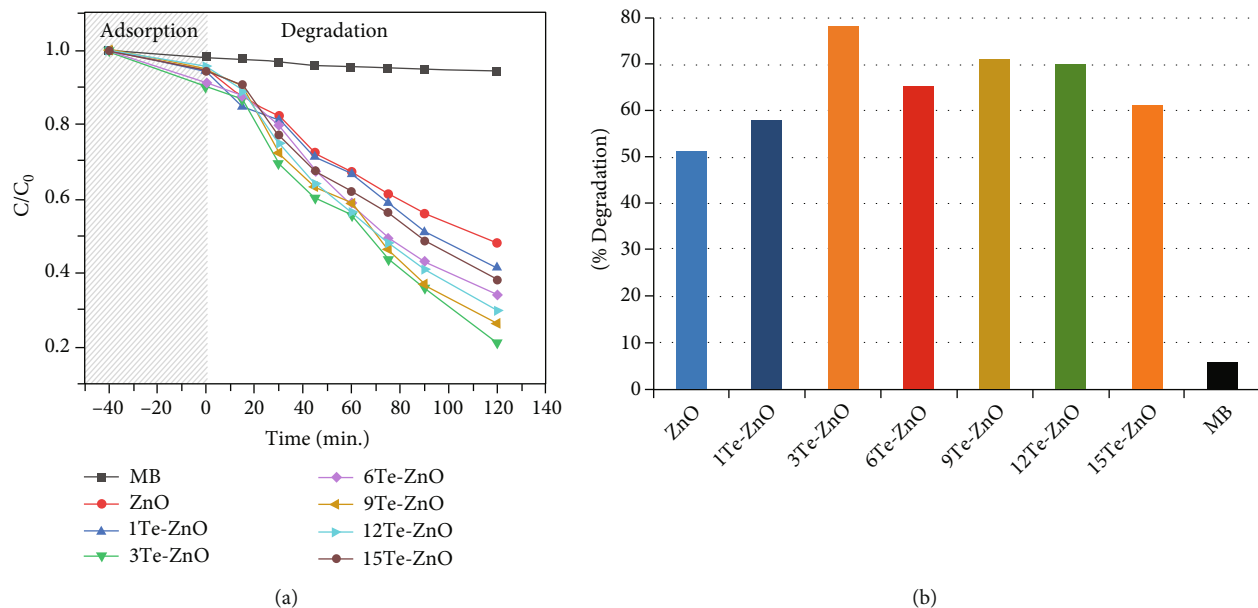 Adsorption Degradation
1.0
0.8
0.6
0.4
0.2
C/C0
−40 −20 0 20 40 60 80 100 120 140
Time (min.)
MB
ZnO
1Te-ZnO
3Te-ZnO
6Te-ZnO
9Te-ZnO
12Te-ZnO
15Te-ZnO
(a)
80
70
60
50
40
30
20
10
0
(% Degradation)
ZnO
1Te-ZnO
3Te-ZnO
6Te-ZnO
9Te-ZnO
12Te-ZnO
15Te-ZnO
MB
(b)